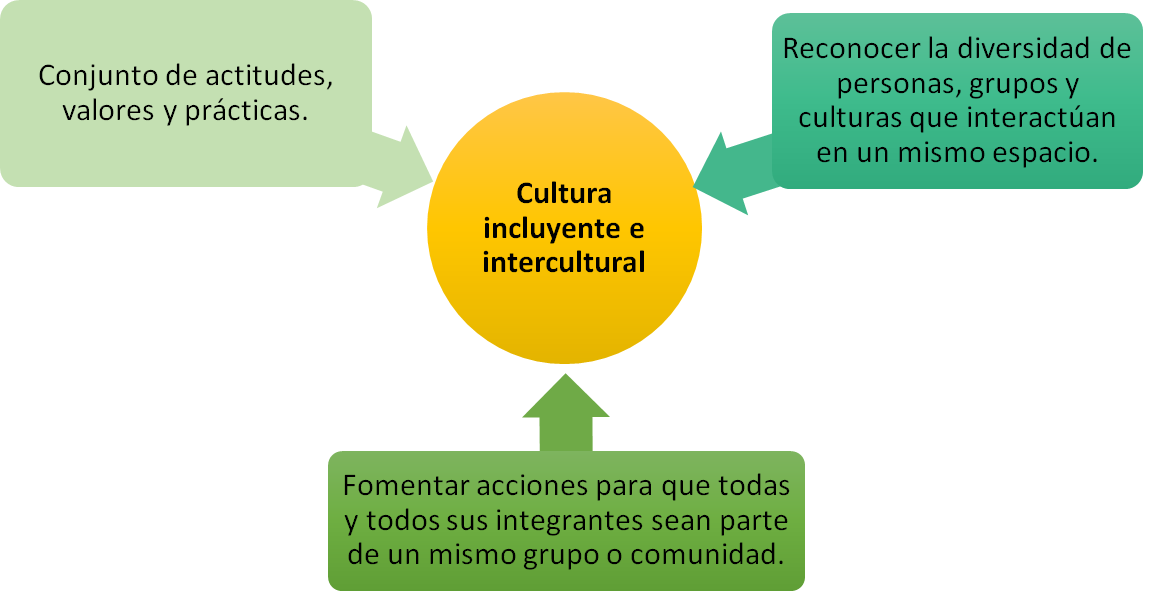 Conjunto de actitudes,
valores y prácticas.
Reconocer la diversidad de
personas, grupos y
culturas que interactúan
en un mismo espacio.
Cultura
incluyente e
intercultural
Fomentar acciones para que todas
y todos sus integrantes sean parte
de un mismo grupo o comunidad.